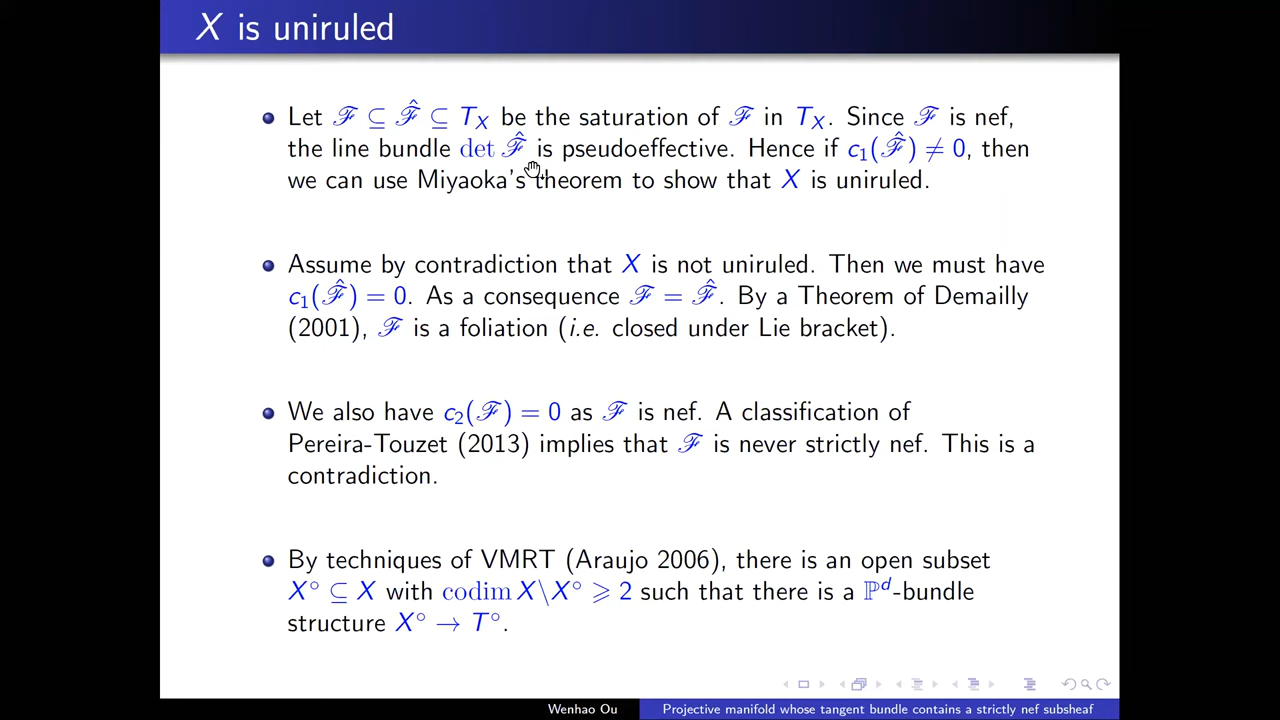 X is uniruled
Let ℱ ⊆ ℱ̂ ⊆ T_X be the saturation of ℱ in T_X. Since ℱ is nef,
the line bundle det ℱ̂ is pseudoeffective. Hence if c₁(ℱ̂) ≠ 0, then
we can use Miyaoka's theorem to show that X is uniruled.
Assume by contradiction that X is not uniruled. Then we must have
c₁(ℱ̂) = 0. As a consequence ℱ = ℱ̂. By a Theorem of Demailly
(2001), ℱ is a foliation (i.e. closed under Lie bracket).
We also have c₂(ℱ) = 0 as ℱ is nef. A classification of
Pereira-Touzet (2013) implies that ℱ is never strictly nef. This is a
contradiction.
By techniques of VMRT (Araujo 2006), there is an open subset
X° ⊆ X with codim X\X° ⩾ 2 such that there is a ℙᵈ-bundle
structure X° → T°.
Wenhao Ou
Projective manifold whose tangent bundle contains a strictly nef subsheaf